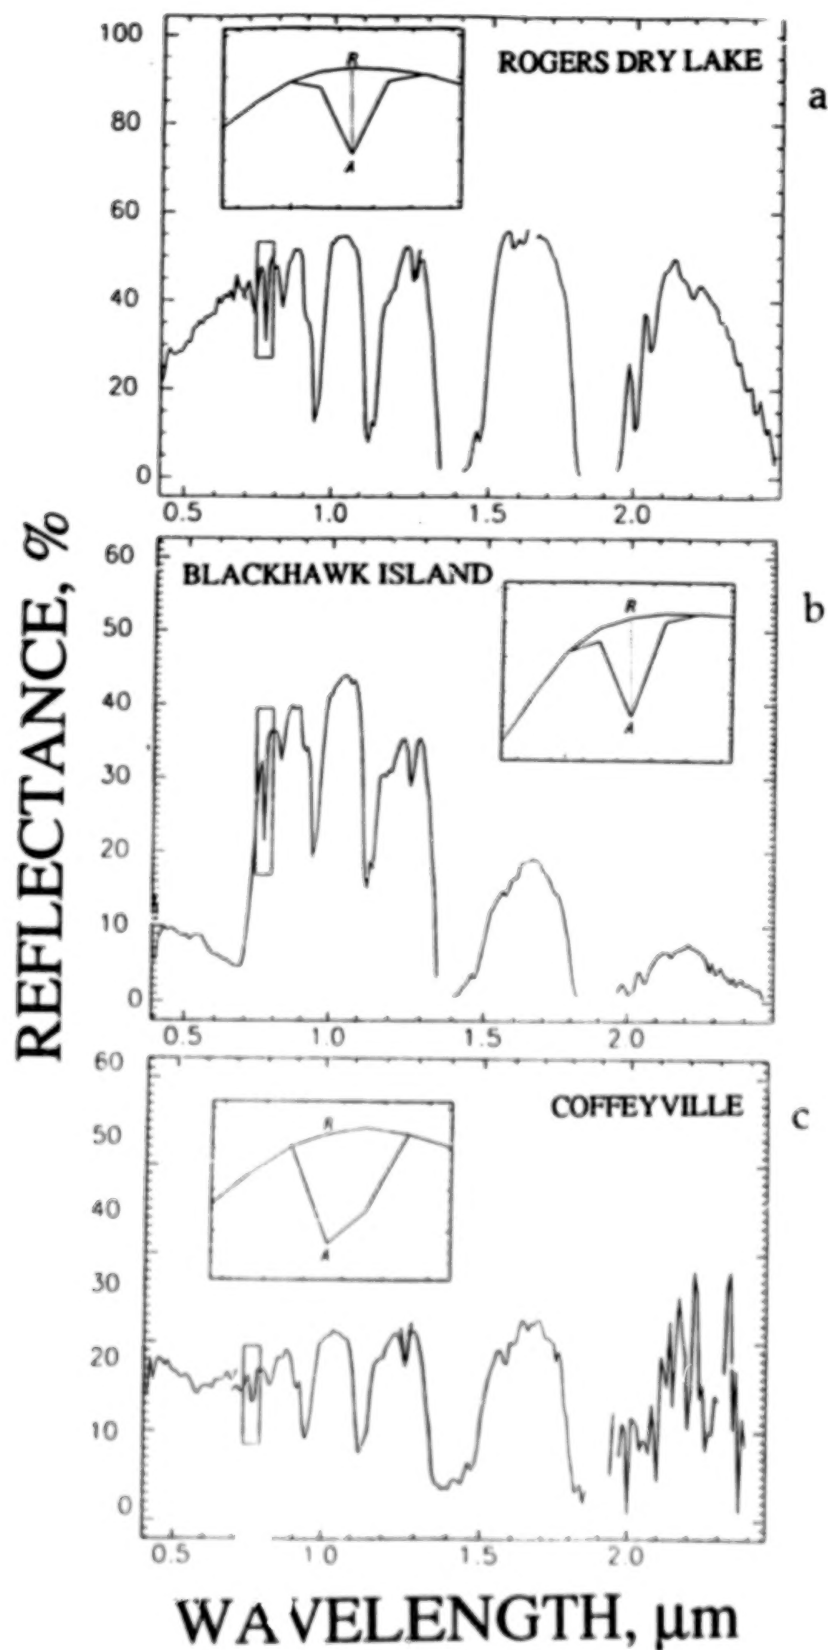 ROGERS DRY LAKE
a
100
80
60
40
20
0
R
A
0.5 1.0 1.5 2.0
BLACKHAWK ISLAND
b
60
50
40
30
20
10
0
R
A
0.5 1.0 1.5 2.0
COFFEYVILLE
c
60
50
40
30
20
10
0
R
A
0.5 1.0 1.5 2.0
REFLECTANCE, %
WAVELENGTH, μm